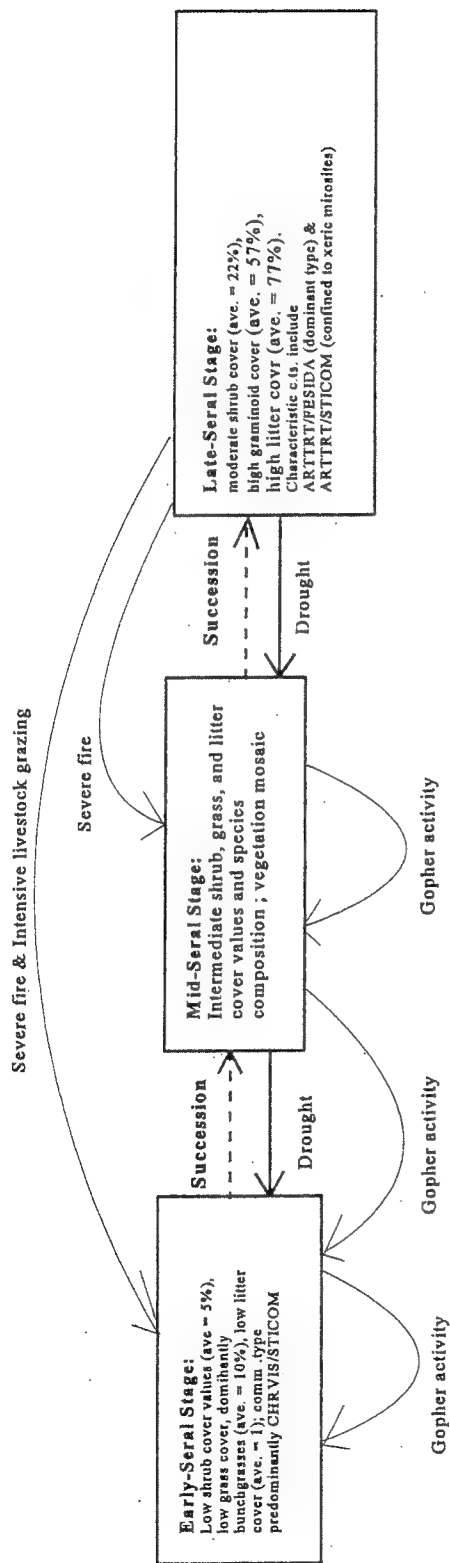 Severe fire & Intensive livestock grazing
Severe fire
Early-Seral Stage:
Low shrub cover values (ave = 5%),
low grass cover, domihantly
bunchgrasses (ave. = 10%), low litter
cover (ave. = 1); comm .type
predominantly CHRVIS/STICOM
Succession
Drought
Mid-Seral Stage:
Intermediate shrub, grass, and litter
cover values and species
composition ; vegetation mosaic
Succession
Drought
Late-Seral Stage:
moderate shrub cover (ave. = 22%),
high graminoid cover (ave. = 57%),
high litter covr (ave. = 77%).
Characteristic c.ts. include
ARTTRT/FESIDA (dominant type) &
ARTTRT/STICOM (confined to xeric mirosites)
Gopher activity
Gopher activity
Gopher activity